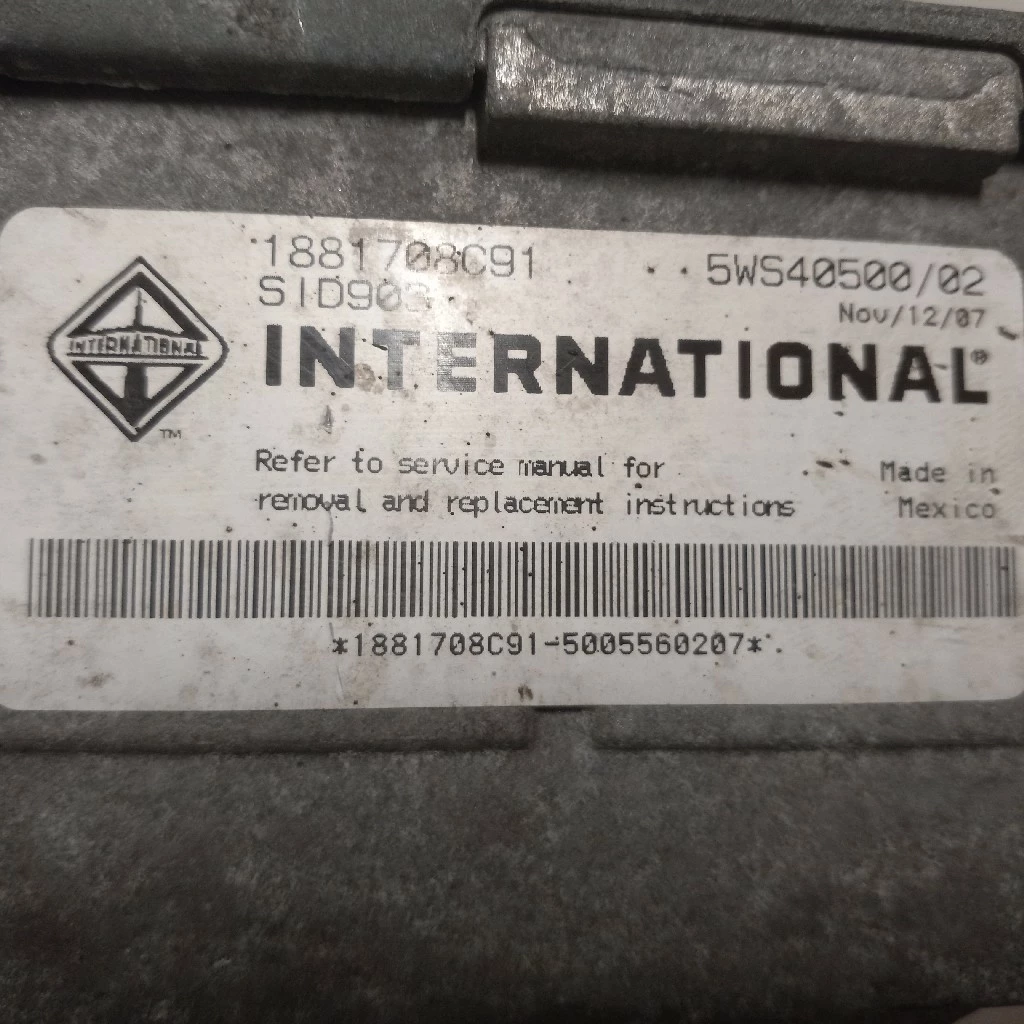 1881708C91
5WS40500/02
Nov/12/07
INTERNATIONAL
TM
INTERNATIONAL®
Refer to service manual for
removal and replacement instructions
Made in
Mexico
*1881708C91-5005560207*